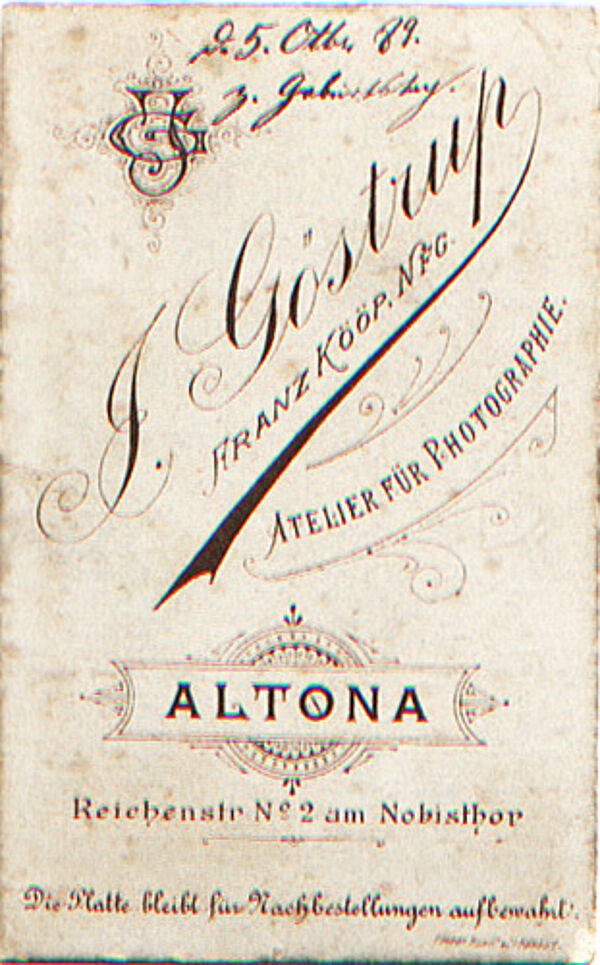 D. 5. Otbr 89.
3. Geburtstag.
JG
J. Göstrup
FRANZ KÖÖP. NFG.
ATELIER FÜR PHOTOGRAPHIE.
ALTONA
Reichenstr No 2 am Nobisthor
Die Platte bleibt für Nachbestellungen aufbewahrt.